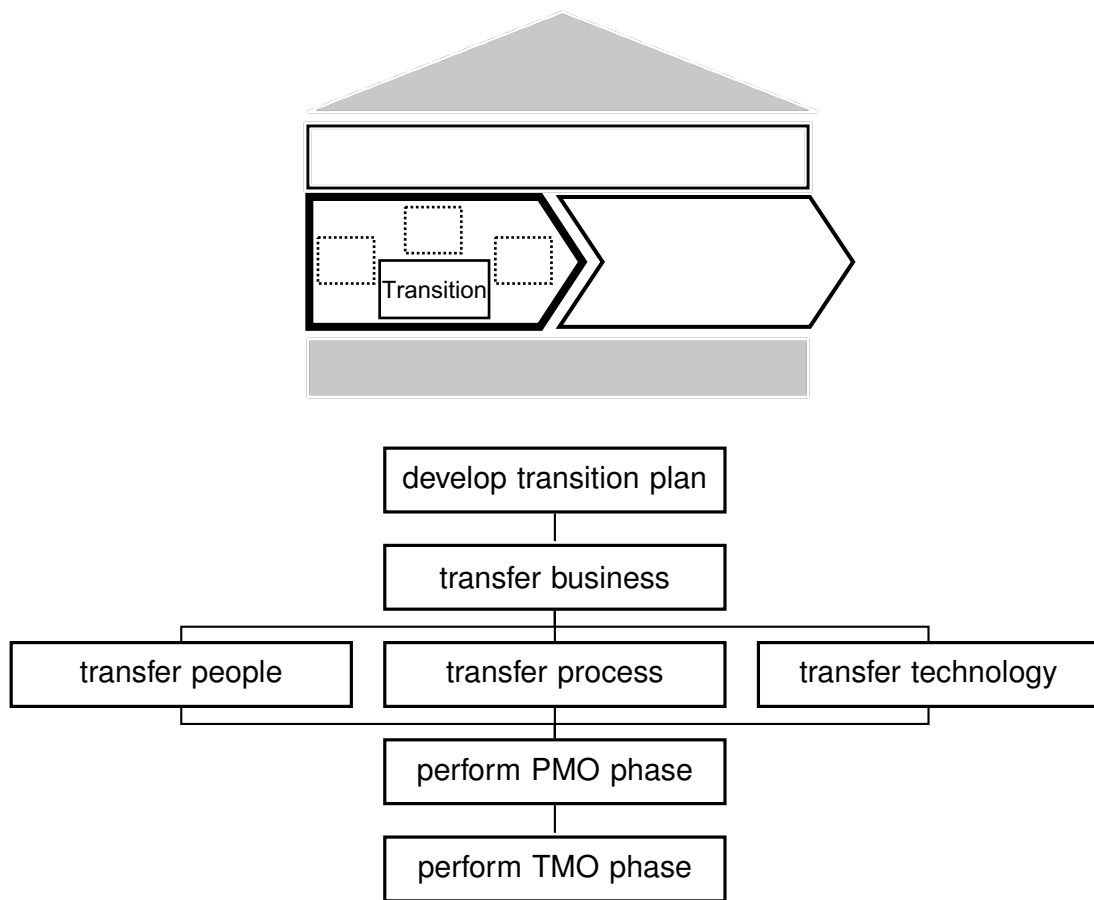 Transition
develop transition plan
transfer business
transfer people
transfer process
transfer technology
perform PMO phase
perform TMO phase